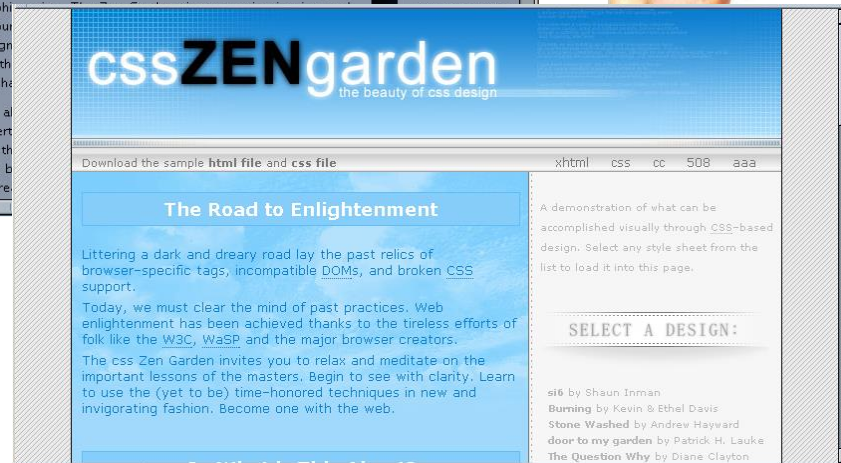 cssZENgarden
the beauty of css design
Download the sample html file and css file
xhtml css cc 508 aaa
The Road to Enlightenment
Littering a dark and dreary road lay the past relics of
browser-specific tags, incompatible DOMs, and broken CSS
support.
Today, we must clear the mind of past practices. Web
enlightenment has been achieved thanks to the tireless efforts of
folk like the W3C, WaSP and the major browser creators.
The css Zen Garden invites you to relax and meditate on the
important lessons of the masters. Begin to see with clarity. Learn
to use the (yet to be) time-honored techniques in new and
invigorating fashion. Become one with the web.
A demonstration of what can be
accomplished visually through CSS-based
design. Select any style sheet from the
list to load it into this page.
SELECT A DESIGN:
si6 by Shaun Inman
Burning by Kevin & Ethel Davis
Stone Washed by Andrew Hayward
door to my garden by Patrick H. Lauke
The Question Why by Diane Clayton